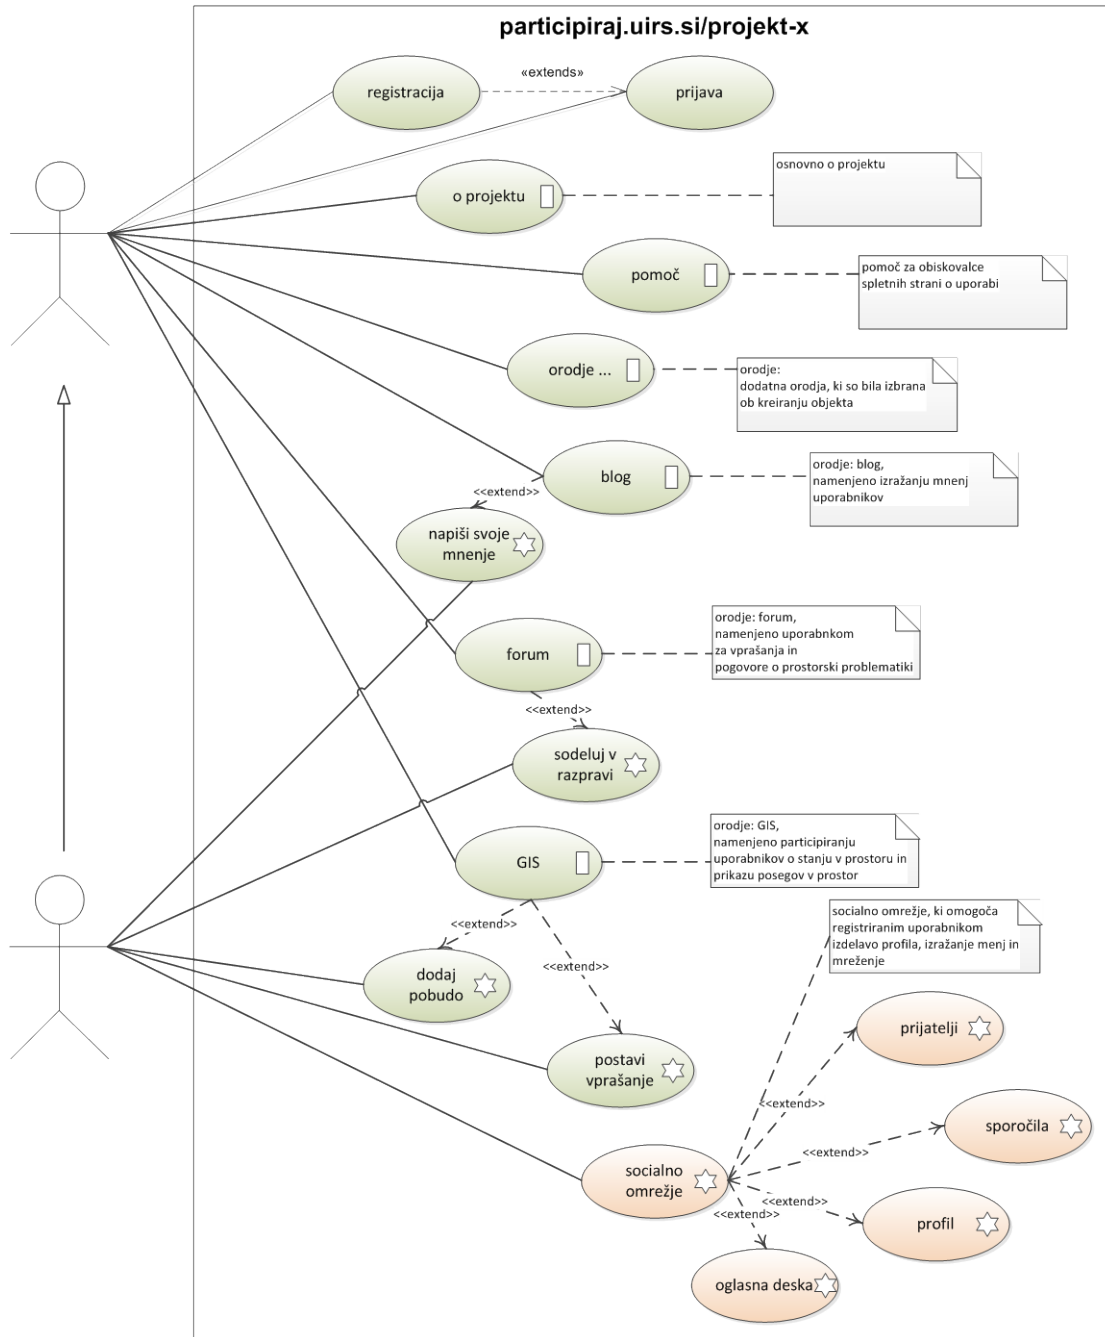 participiraj.uirs.si/projekt-x
registracija
«extends»
prijava
o projektu
osnovno o projektu
pomoč
pomoč za obiskovalce
spletnih strani o uporabi
orodje ...
orodje:
dodatna orodja, ki so bila izbrana
ob kreiranju objekta
blog
orodje: blog,
namenjeno izražanju mnenj
uporabnikov
<<extend>>
napiši svoje
mnenje
orodje: forum,
namenjeno uporabnkom
za vprašanja in
pogovore o prostorski problematiki
forum
<<extend>>
sodeluj v
razpravi
orodje: GIS,
namenjeno participiranju
uporabnikov o stanju v prostoru in
prikazu posegov v prostor
GIS
<<extend>>
<<extend>>
socialno omrežje, ki omogoča
registriranim uporabnikom
izdelavo profila, izražanje menj in
mreženje
dodaj
pobudo
prijatelji
postavi
vprašanje
<<extend>>
sporočila
<<extend>>
socialno
omrežje
<<extend>>
<<extend>>
profil
oglasna deska